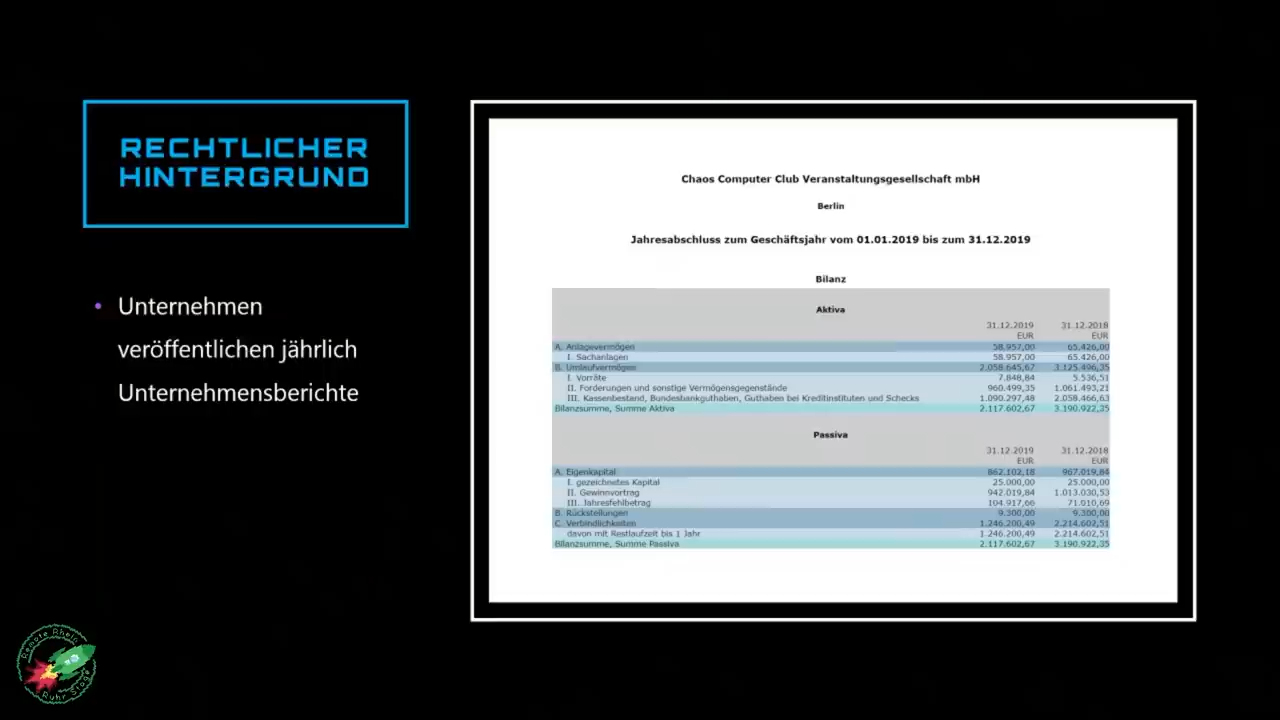 RECHTLICHER
HINTERGRUND
• Unternehmen
veröffentlichen jährlich
Unternehmensberichte
Chaos Computer Club Veranstaltungsgesellschaft mbH
Berlin
Jahresabschluss zum Geschäftsjahr vom 01.01.2019 bis zum 31.12.2019
Bilanz
Aktiva
31.12.2019 31.12.2018
EUR EUR
A. Anlagevermögen 58.957,00 65.426,00
I. Sachanlagen 58.957,00 65.426,00
B. Umlaufvermögen 2.058.645,67 3.125.496,35
I. Vorräte 7.848,84 5.536,51
II. Forderungen und sonstige Vermögensgegenstände 960.499,35 1.061.493,21
III. Kassenbestand, Bundesbankguthaben, Guthaben bei Kreditinstituten und Schecks 1.090.297,48 2.058.466,63
Bilanzsumme, Summe Aktiva 2.117.602,67 3.190.922,35
Passiva
31.12.2019 31.12.2018
EUR EUR
A. Eigenkapital 862.102,18 967.019,84
I. gezeichnetes Kapital 25.000,00 25.000,00
II. Gewinnvortrag 942.019,84 1.013.030,53
III. Jahresfehlbetrag 104.917,66 71.010,69
B. Rückstellungen 9.300,00 9.300,00
C. Verbindlichkeiten 1.246.200,49 2.214.602,51
davon mit Restlaufzeit bis 1 Jahr 1.246.200,49 2.214.602,51
Bilanzsumme, Summe Passiva 2.117.602,67 3.190.922,35
Remote Rhein
Ruhr Stage